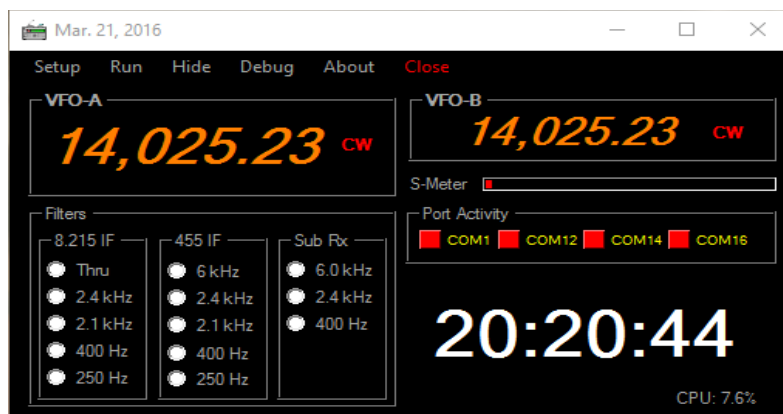 Mar. 21, 2016
Setup Run Hide Debug About Close
VFO-A
14,025.23 CW
VFO-B
14,025.23 CW
S-Meter
Filters
8.215 IF
Thru
2.4 kHz
2.1 kHz
400 Hz
250 Hz
455 IF
6 kHz
2.4 kHz
2.1 kHz
400 Hz
250 Hz
Sub Rx
6.0 kHz
2.4 kHz
400 Hz
Port Activity
COM1 COM12 COM14 COM16
20:20:44
CPU: 7.6%